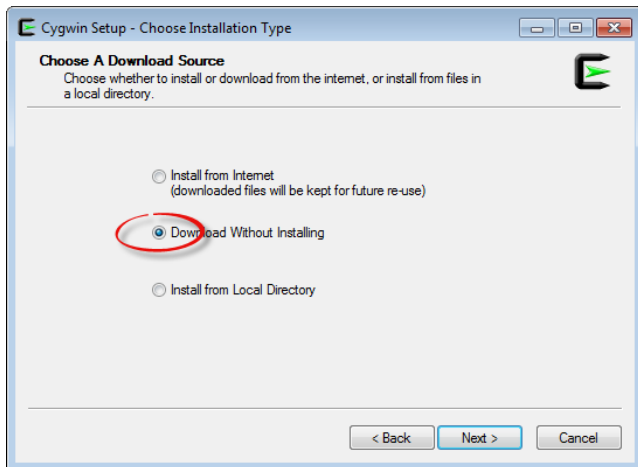 Cygwin Setup - Choose Installation Type
Choose A Download Source
Choose whether to install or download from the internet, or install from files in
a local directory.
Install from Internet
(downloaded files will be kept for future re-use)
Download Without Installing
Install from Local Directory
< Back Next > Cancel